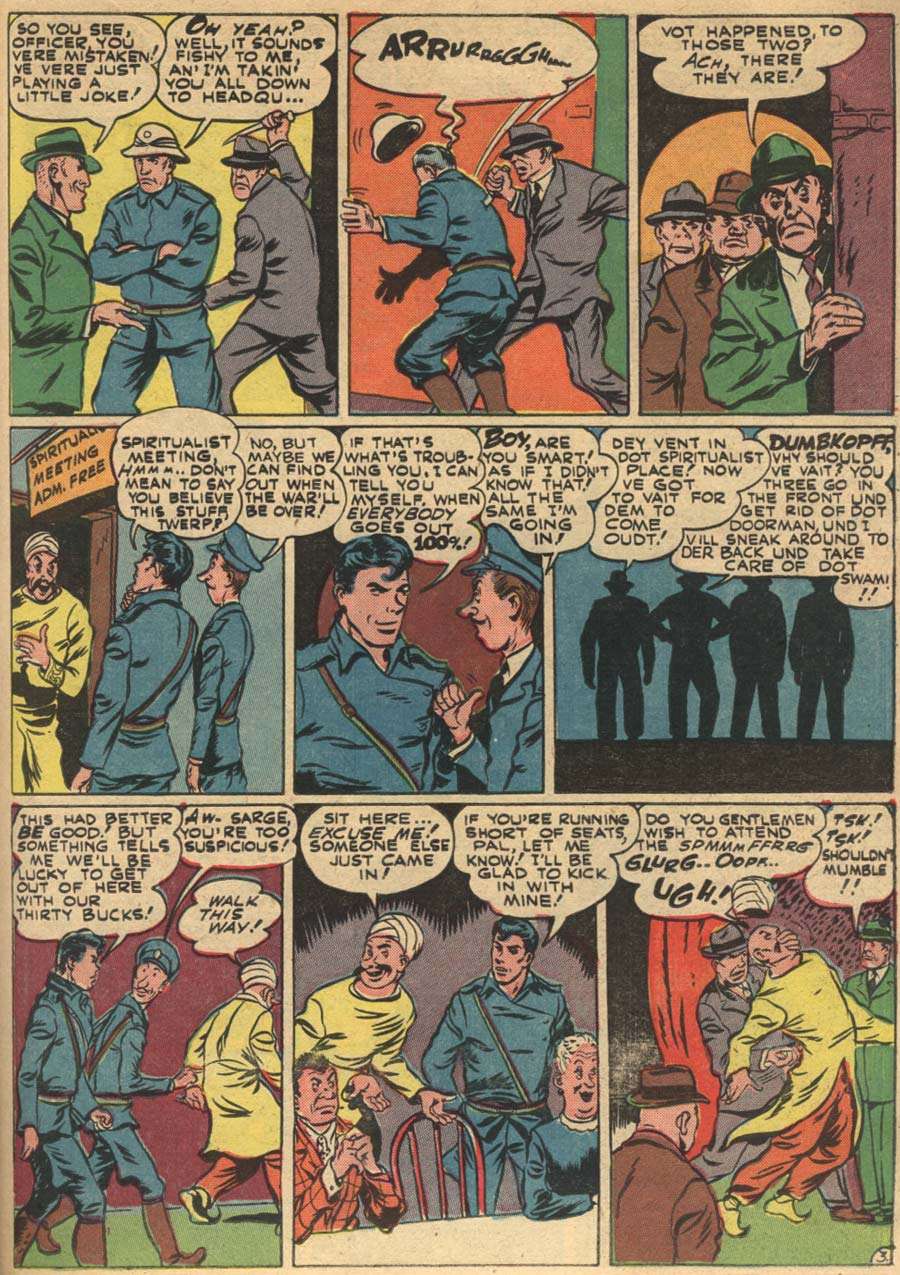 SO YOU SEE,
OFFICER, YOU
VERE MISTAKEN!
VE VERE JUST
PLAYING A
LITTLE JOKE!
OH YEAH?
WELL, IT SOUNDS
FISHY TO ME,
AN' I'M TAKIN'
YOU ALL DOWN
TO HEADQU...
ARRURRGGGHH......
VOT HAPPENED, TO
THOSE TWO?
ACH, THERE
THEY ARE!
SPIRITUALIS
MEETING
ADM. FREE
SPIRITUALIST
MEETING,
HMMM.. DON'T
MEAN TO SAY
YOU BELIEVE
THIS STUFF
TWERP?
NO, BUT
MAYBE WE
CAN FIND
OUT WHEN
THE WAR'LL
BE OVER!
IF THAT'S
WHAT'S TROUB-
LING YOU, I CAN
TELL YOU
MYSELF, WHEN
EVERYBODY
GOES OUT
100%!
BOY, ARE
YOU SMART!
AS IF I DIDN'T
KNOW THAT!
ALL THE
SAME I'M
GOING
IN!
DEY VENT IN
DOT SPIRITUALIST
PLACE! NOW
VE GOT
TO VAIT FOR
DEM TO
COME
OUDT!
DUMBKOPFF,
VHY SHOULD
VE VAIT? YOU
THREE GO IN
THE FRONT UND
GET RID OF DOT
DOORMAN, UND I
VILL SNEAK AROUND TO
DER BACK UND TAKE
CARE OF DOT
SWAMI
!!
THIS HAD BETTER
BE GOOD! BUT
SOMETHING TELLS
ME WE'LL BE
LUCKY TO GET
OUT OF HERE
WITH OUR
THIRTY BUCKS!
AW- SARGE,
YOU'RE TOO
SUSPICIOUS!
WALK
THIS
WAY!
SIT HERE...
EXCUSE ME!
SOMEONE ELSE
JUST CAME
IN!
IF YOU'RE RUNNING
SHORT OF SEATS,
PAL, LET ME
KNOW! I'LL BE
GLAD TO KICK
IN WITH
MINE!
DO YOU GENTLEMEN
WISH TO ATTEND
THE SPMMMFFRRG
GLURG.. OOPF..
UGH!
TSK!
TSK!
SHOULDN'T
MUMBLE
!!
3